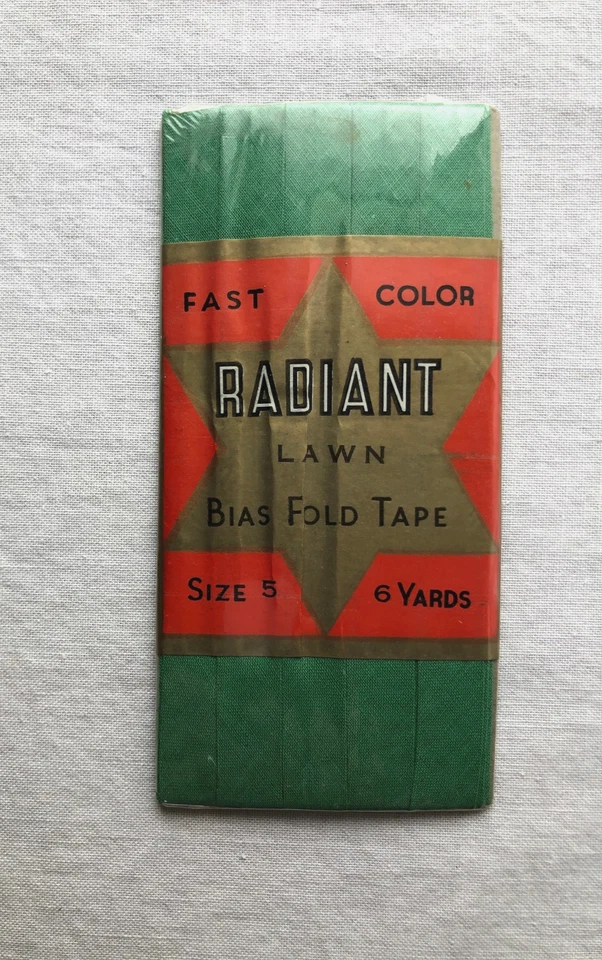 FAST COLOR
RADIANT
LAWN
BIAS FOLD TAPE
SIZE 5 6 YARDS